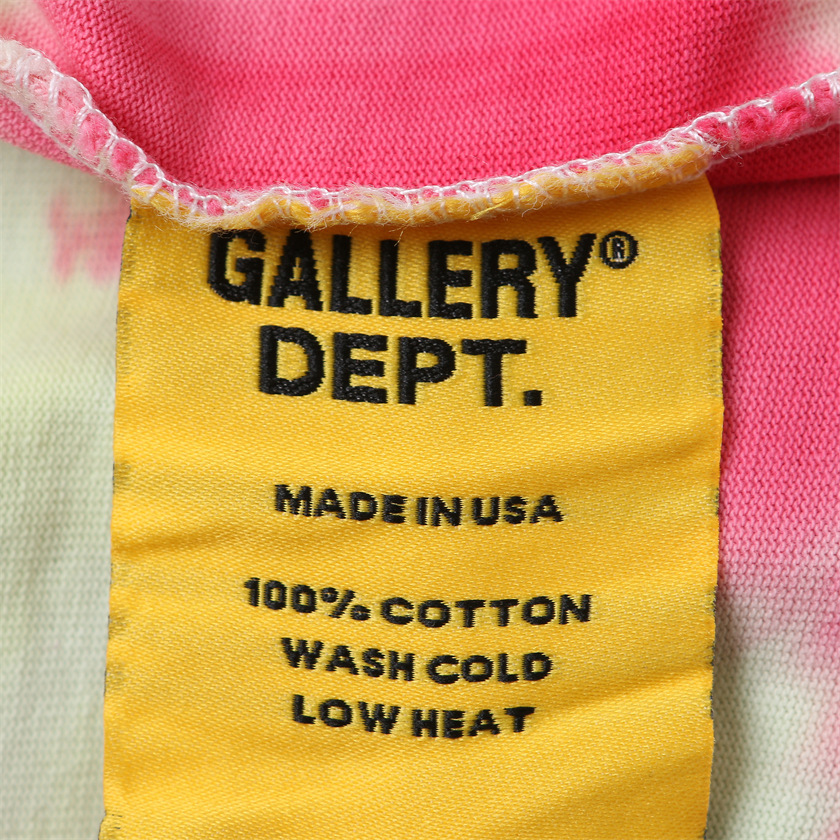 GALLERY®
DEPT.
MADE IN USA
100% COTTON
WASH COLD
LOW HEAT